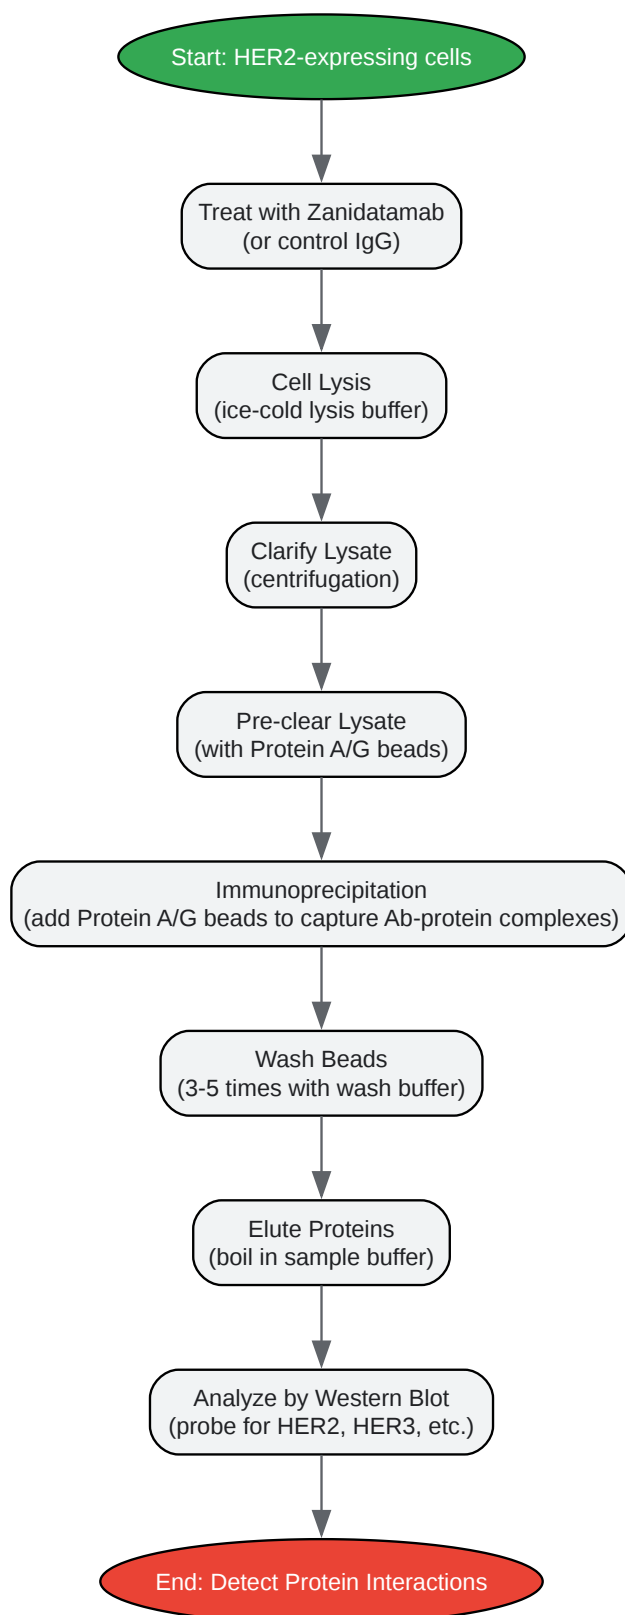 Start: HER2-expressing cells
Treat with Zanidatamab
(or control IgG)
Cell Lysis
(ice-cold lysis buffer)
Clarify Lysate
(centrifugation)
Pre-clear Lysate
(with Protein A/G beads)
Immunoprecipitation
(add Protein A/G beads to capture Ab-protein complexes)
Wash Beads
(3-5 times with wash buffer)
Elute Proteins
(boil in sample buffer)
Analyze by Western Blot
(probe for HER2, HER3, etc.)
End: Detect Protein Interactions